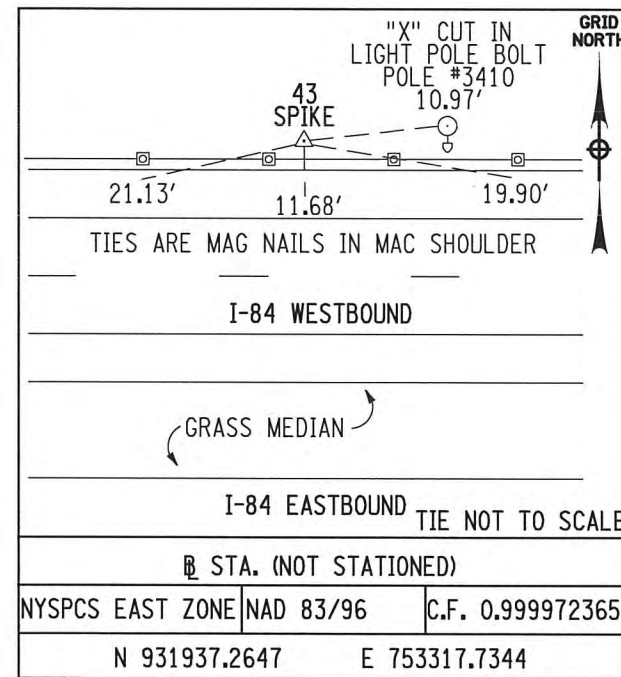 "X" CUT IN
LIGHT POLE BOLT
POLE #3410
10.97'
GRID
NORTH
43
SPIKE
21.13'
11.68'
19.90'
TIES ARE MAG NAILS IN MAC SHOULDER
I-84 WESTBOUND
GRASS MEDIAN
I-84 EASTBOUND
TIE NOT TO SCALE
BL STA. (NOT STATIONED)
NYSPCS EAST ZONE NAD 83/96 C.F. 0.999972365
N 931937.2647 E 753317.7344